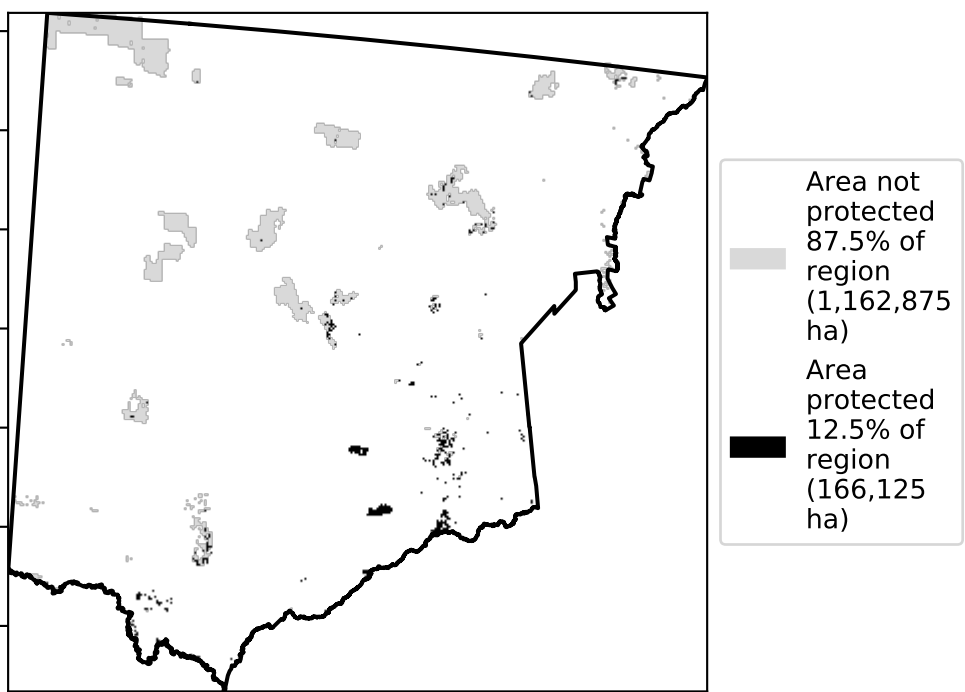 Area not
protected
87.5% of
region
(1,162,875
ha)
Area
protected
12.5% of
region
(166,125
ha)